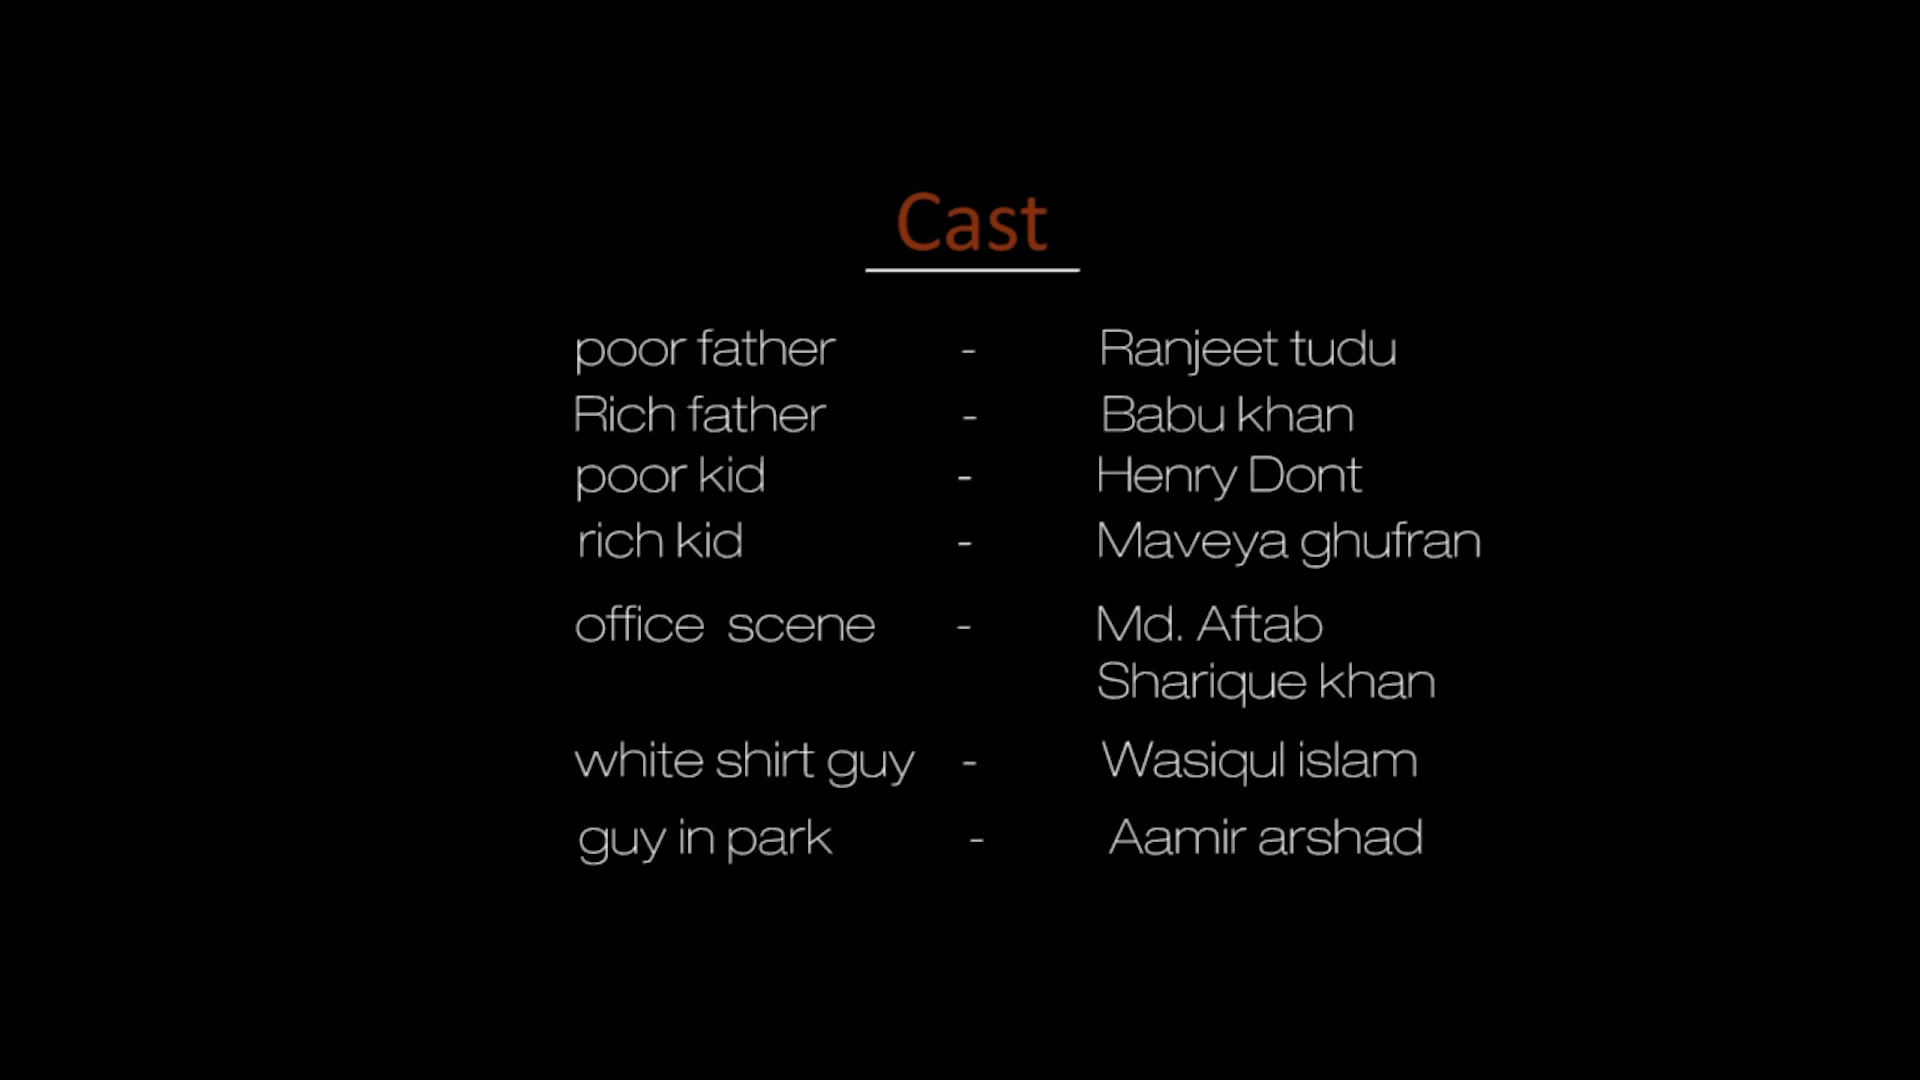 Cast
poor father - Ranjeet tudu
Rich father - Babu khan
poor kid - Henry Dont
rich kid - Maveya ghufran
office scene - Md. Aftab
Sharique khan
white shirt guy - Wasiqul islam
guy in park - Aamir arshad